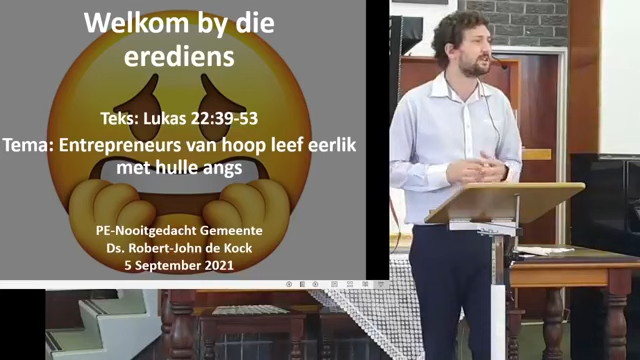 Welkom by die
erediens
Teks: Lukas 22:39-53
Tema: Entrepreneurs van hoop leef eerlik
met hulle angs
PE-Nooitgedacht Gemeente
Ds. Robert-John de Kock
5 September 2021